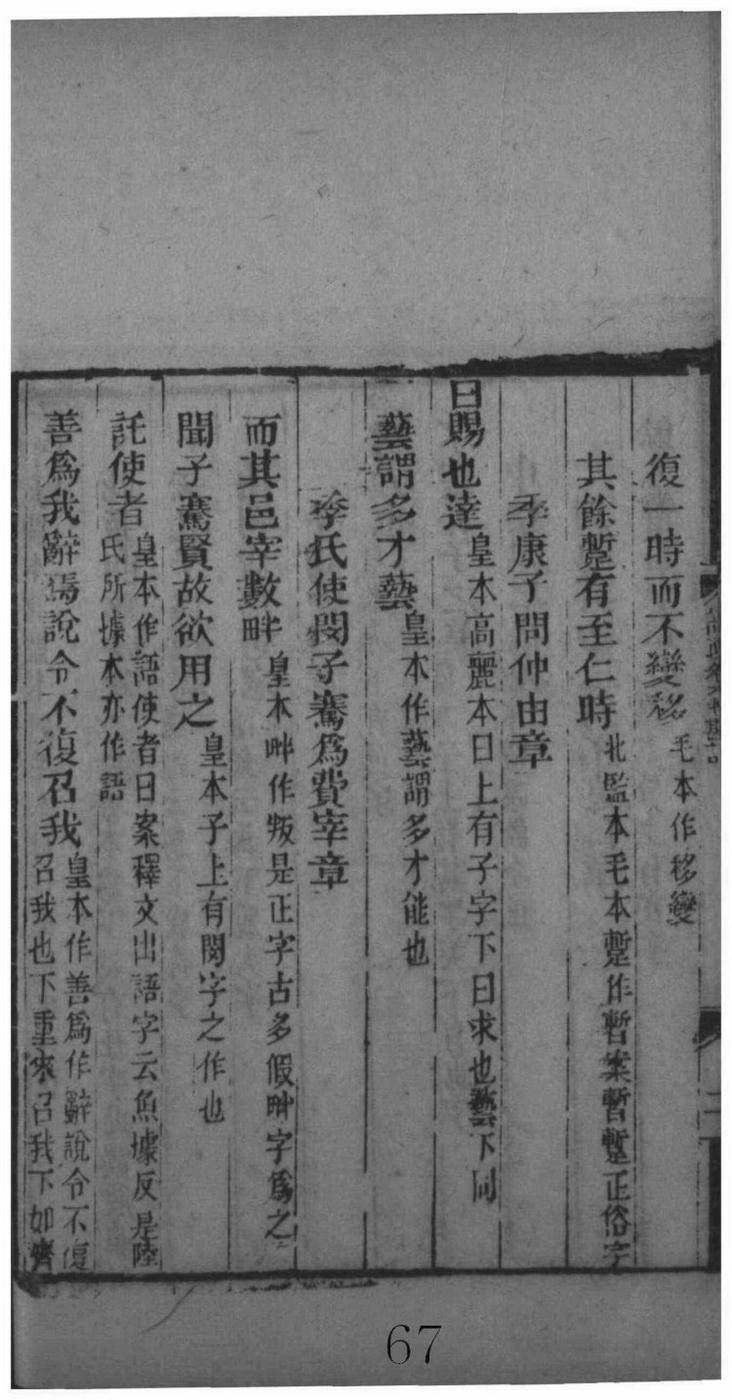 復一時而不變移毛本作移變
其餘蹔有至仁時北監本毛本蹔作暫案暫蹔正俗字
季康子問仲由章
曰賜也達皇本高麗本曰上有子字下曰求也藝下同
藝謂多才藝皇本作藝謂多才能也
季氏使閔子騫爲費宰章
而其邑宰數畔皇本畔作叛是正字古多假畔字爲之
聞子騫賢故欲用之皇本子上有閔字之作也
託使者皇本作語使者曰案釋文出語字云魚據反是陸
氏所據本亦作語
善爲我辭焉說令不復召我皇本作善爲作辭說令不復
召我也下重來召我下如齊
67